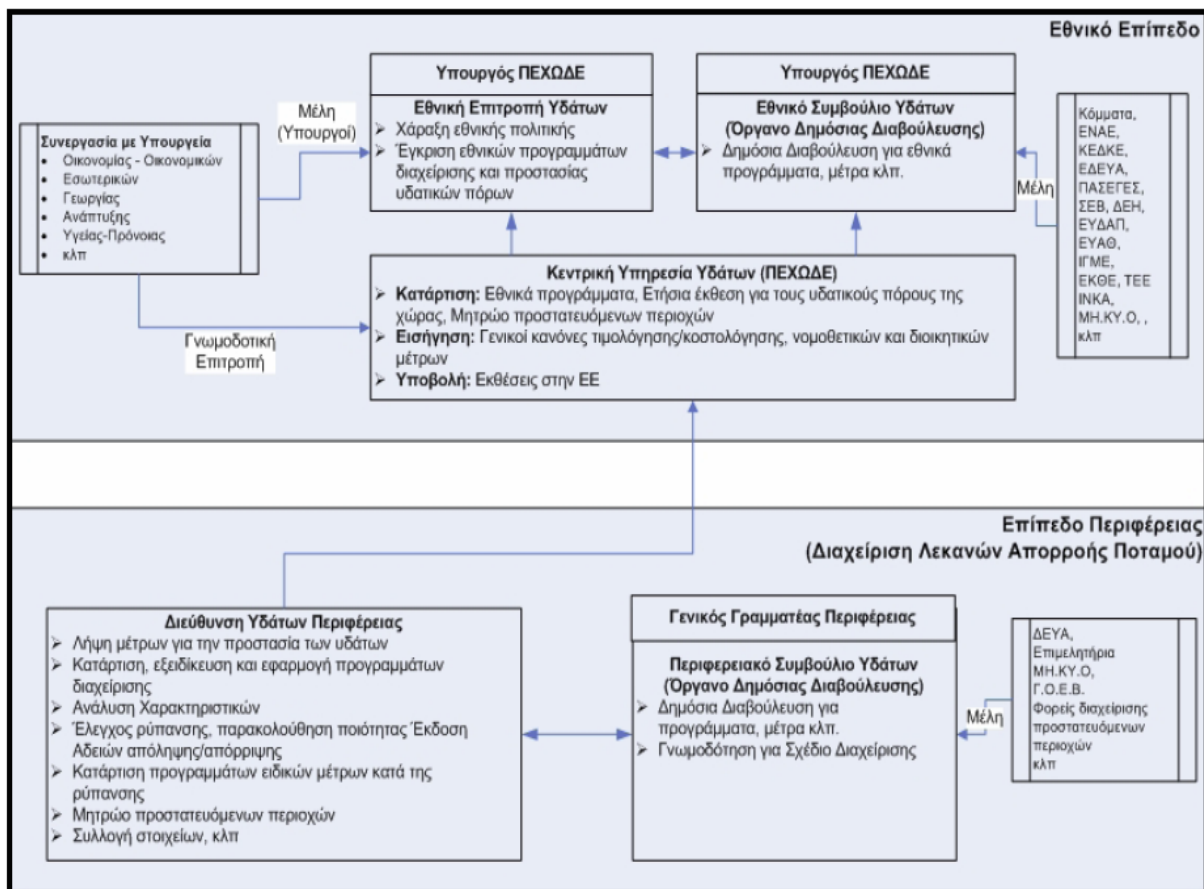 Εθνικό Επίπεδο
Υπουργός ΠΕΧΩΔΕ
Εθνική Επιτροπή Υδάτων
➢ Χάραξη εθνικής πολιτικής
➢ Έγκριση εθνικών προγραμμάτων
διαχείρισης και προστασίας
υδατικών πόρων
Υπουργός ΠΕΧΩΔΕ
Εθνικό Συμβούλιο Υδάτων
(Όργανο Δημόσιας Διαβούλευσης)
➢ Δημόσια Διαβούλευση για εθνικά
προγράμματα, μέτρα κλπ.
Μέλη
(Υπουργοί)
Συνεργασία με Υπουργεία
• Οικονομίας - Οικονομικών
• Εσωτερικών
• Γεωργίας
• Ανάπτυξης
• Υγείας-Πρόνοιας
• κλπ
Γνωμοδοτική
Επιτροπή
Μέλη
Κόμματα,
ΕΝΑΕ,
ΚΕΔΚΕ,
ΕΔΕΥΑ,
ΠΑΣΕΓΕΣ,
ΣΕΒ, ΔΕΗ,
ΕΥΔΑΠ,
ΕΥΑΘ,
ΙΓΜΕ,
ΕΚΘΕ, ΤΕΕ
ΙΝΚΑ,
ΜΗ.ΚΥ.Ο, ,
κλπ
Κεντρική Υπηρεσία Υδάτων (ΠΕΧΩΔΕ)
➢ Κατάρτιση: Εθνικά προγράμματα, Ετήσια έκθεση για τους υδατικούς πόρους της
χώρας, Μητρώο προστατευόμενων περιοχών
➢ Εισήγηση: Γενικοί κανόνες τιμολόγησης/κοστολόγησης, νομοθετικών και διοικητικών
μέτρων
➢ Υποβολή: Εκθέσεις στην ΕΕ
Επίπεδο Περιφέρειας
(Διαχείριση Λεκανών Απορροής Ποταμού)
Διεύθυνση Υδάτων Περιφέρειας
➢ Λήψη μέτρων για την προστασία των υδάτων
➢ Κατάρτιση, εξειδίκευση και εφαρμογή προγραμμάτων
διαχείρισης
➢ Ανάλυση Χαρακτηριστικών
➢ Έλεγχος ρύπανσης, παρακολούθηση ποιότητας Έκδοση
Αδειών απόληψης/απόρριψης
➢ Κατάρτιση προγραμμάτων ειδικών μέτρων κατά της
ρύπανσης
➢ Μητρώο προστατευόμενων περιοχών
➢ Συλλογή στοιχείων, κλπ
Γενικός Γραμματέας Περιφέρειας
Περιφερειακό Συμβούλιο Υδάτων
(Όργανο Δημόσιας Διαβούλευσης)
➢ Δημόσια Διαβούλευση για
προγράμματα, μέτρα κλπ.
➢ Γνωμοδότηση για Σχέδιο Διαχείρισης
Μέλη
ΔΕΥΑ,
Επιμελητήρια
ΜΗ.ΚΥ.Ο,
Γ.Ο.Ε.Β.
Φορείς διαχείρισης
προστατευόμενων
περιοχών
κλπ